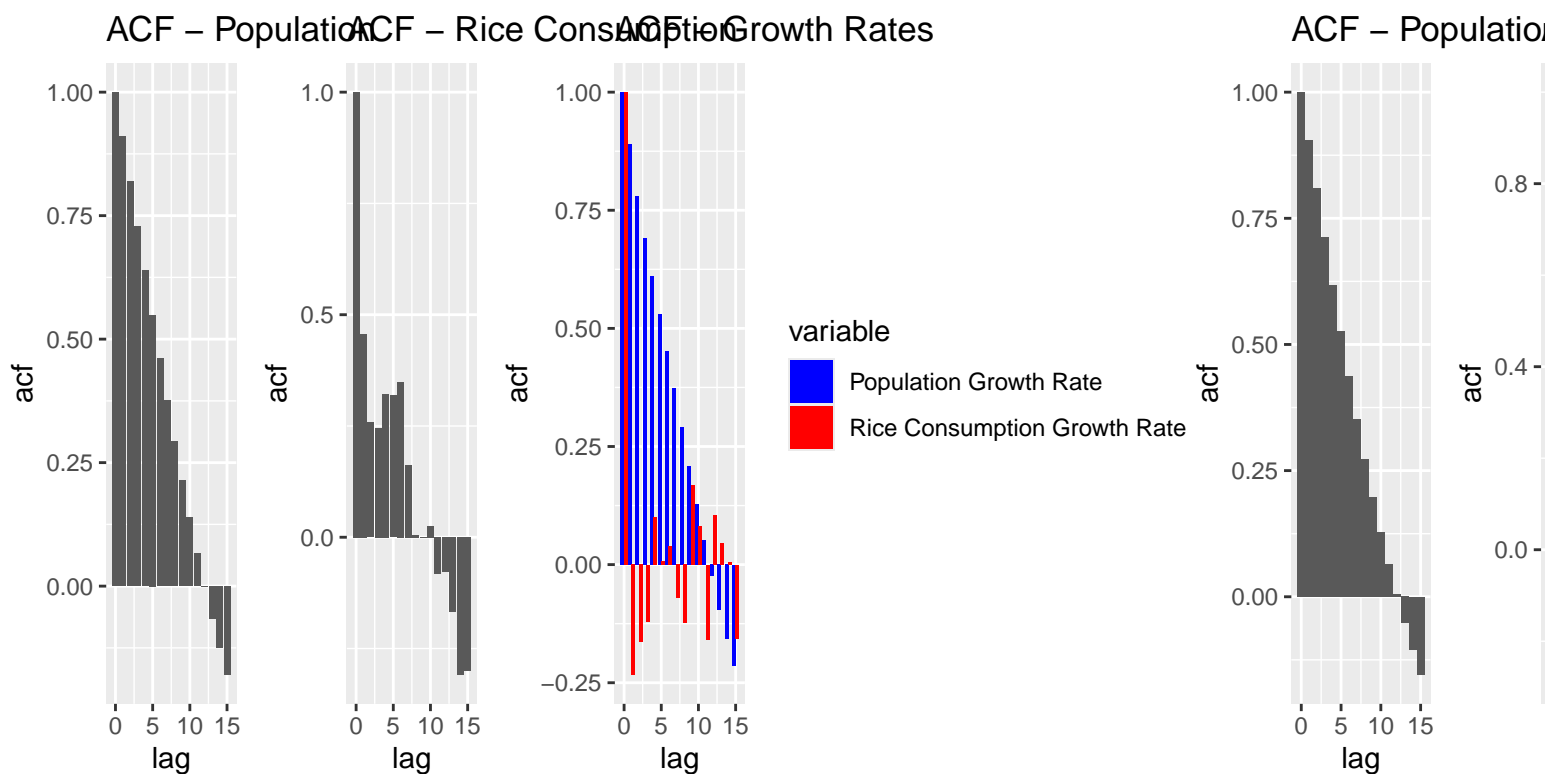 ACF – Population
ACF – Rice Consumption
ACF – Growth Rates
ACF – Population
1.00
0.75
0.50
0.25
0.00
acf
0
5
10
15
lag
1.0
0.5
0.0
acf
0
5
10
15
lag
1.00
0.75
0.50
0.25
0.00
−0.25
acf
0
5
10
15
lag
variable
Population Growth Rate
Rice Consumption Growth Rate
1.00
0.75
0.50
0.25
0.00
acf
0
5
10
15
lag
0.8
0.4
0.0
acf